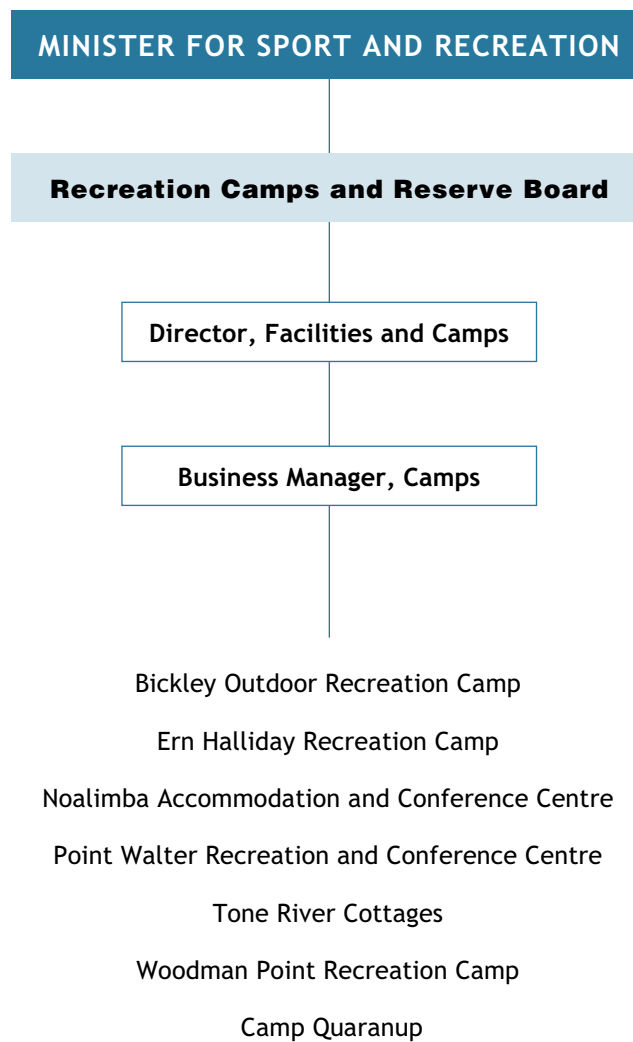 MINISTER FOR SPORT AND RECREATION
Recreation Camps and Reserve Board
Director, Facilities and Camps
Business Manager, Camps
Bickley Outdoor Recreation Camp
Ern Halliday Recreation Camp
Noalimba Accommodation and Conference Centre
Point Walter Recreation and Conference Centre
Tone River Cottages
Woodman Point Recreation Camp
Camp Quaranup